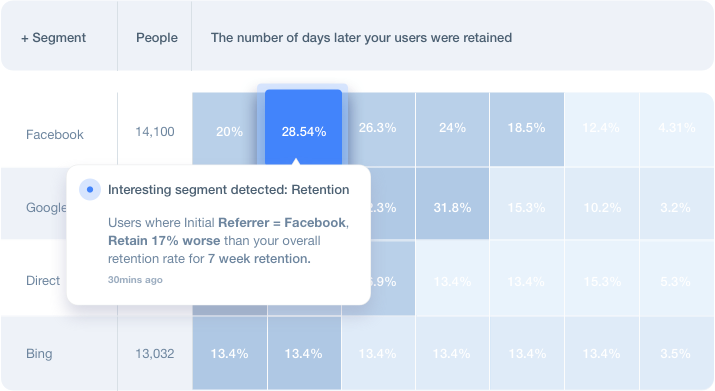 + Segment People The number of days later your users were retained
Facebook 14,100 20% 28.54% 26.3% 24% 18.5% 12.4% 4.31%
Google 31.8% 15.3% 10.2% 3.2%
Interesting segment detected: Retention
Users where Initial Referrer = Facebook,
Retain 17% worse than your overall
retention rate for 7 week retention.
30mins ago
Direct 13.4% 13.4% 15.3% 5.3%
Bing 13,032 13.4% 13.4% 13.4% 13.4% 13.4% 13.4% 3.5%